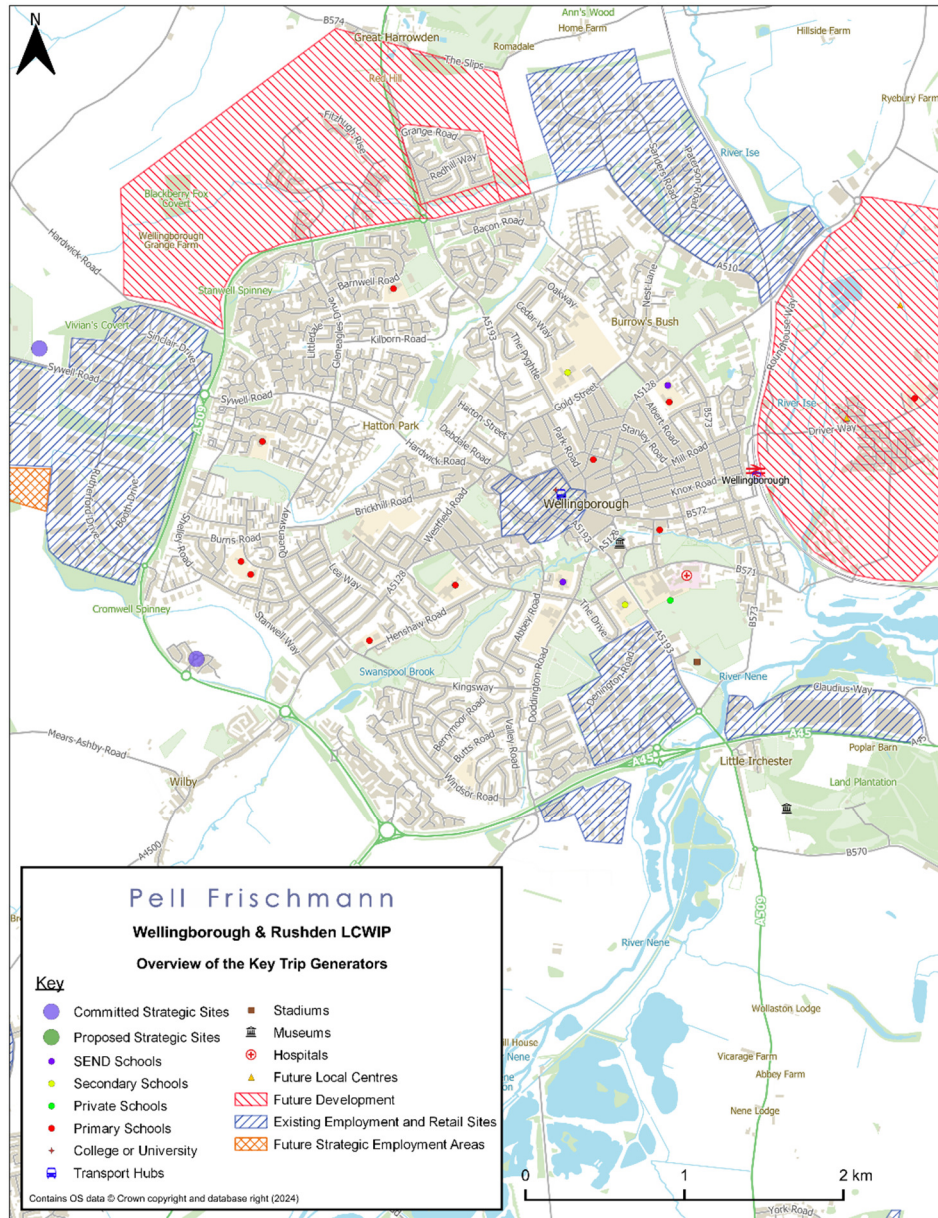 N
B574
Great Harrowden
Ann's Wood
Home Farm
Romadale
Hillside Farm
The Slips
Red Hill
Ryebury Farm
Fitzhugh Rise
Grange Road
Redhill Way
Sanders Road
Paterson Road
River Ise
Blackberry Fox
Covert
Wellingborough
Grange Farm
Hardwick Road
Bacon Road
A510
Stanwell Spinney
Barnwell Road
Nest Lane
Oakway
Cedar Way
Burrow's Bush
Roundhouse Way
Vivian's Covert
Sinclair Drive
Littledale
Gleneagles Drive
Kilborn Road
A5193
The Pyghtle
Sywell Road
Sywell Road
A509
Gold Street
A5128
Albert Road
B573
River Ise
Driver Way
Hatton Park
Hatton Street
Debdale Road
Hardwick Road
Park Road
Stanley Road
Mill Road
Wellingborough
Knox Road
Wellingborough
Rutherford Drive
Booth Drive
Shelley Road
Brickhill Road
Westfield Road
Queensway
Burns Road
A5193
A512
B572
B571
Lea Way
A5128
Cromwell Spinney
Stanwell Way
Henshaw Road
Abbey Road
The Drive
B573
A5193
Swanspool Brook
Kingsway
Doddington Road
Denington Road
River Nene
Claudius Way
Berrymoor Road
Butts Road
Valley Road
Windsor Road
Mears Ashby Road
Wilby
A45
A45
A45
Little Irchester
Poplar Barn
Land Plantation
A4500
B570
A509
River Nene
Wollaston Lodge
Vicarage Farm
Abbey Farm
Nene Lodge
York Road
Pell Frischmann
Wellingborough & Rushden LCWIP
Overview of the Key Trip Generators
Key
Committed Strategic Sites
Proposed Strategic Sites
SEND Schools
Secondary Schools
Private Schools
Primary Schools
College or University
Transport Hubs
Stadiums
Museums
Hospitals
Future Local Centres
Future Development
Existing Employment and Retail Sites
Future Strategic Employment Areas
Contains OS data © Crown copyright and database right (2024)
0 1 2 km